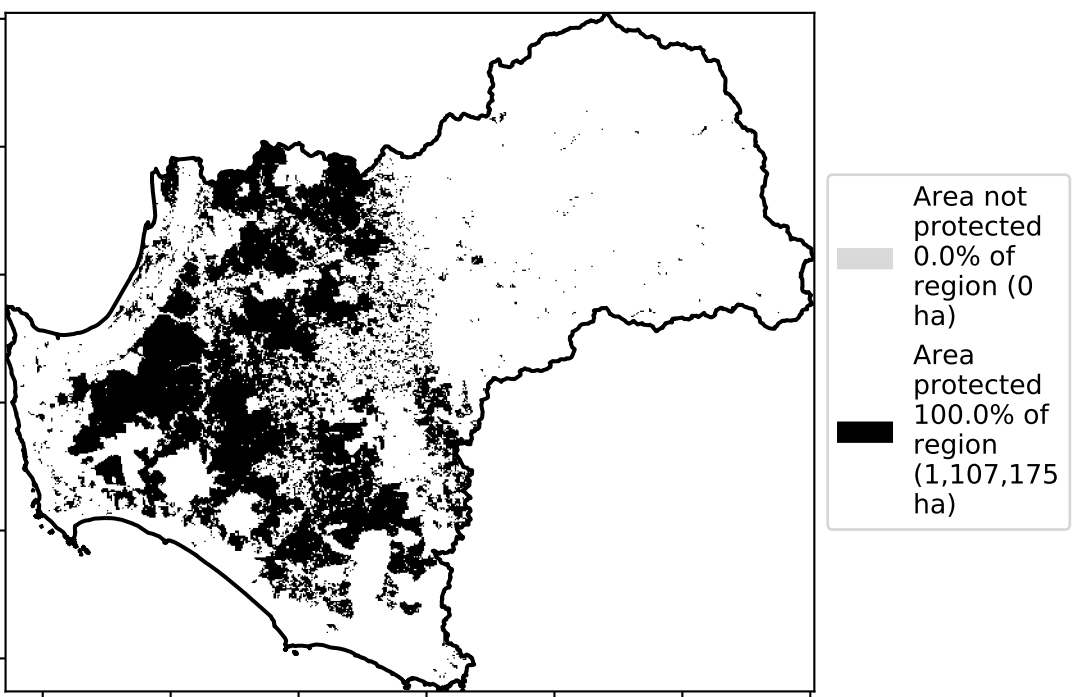 Area not
protected
0.0% of
region (0
ha)
Area
protected
100.0% of
region
(1,107,175
ha)